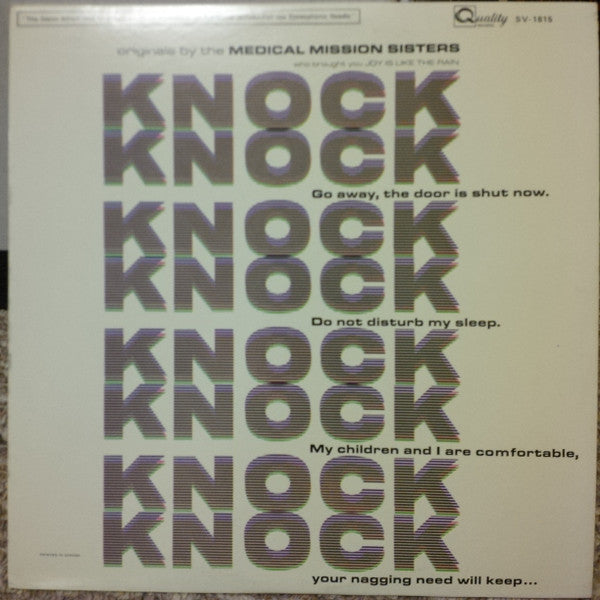 Quality SV-1815
originals by the MEDICAL MISSION SISTERS
who brought you JOY IS LIKE THE RAIN
KNOCK
KNOCK
Go away, the door is shut now.
KNOCK
KNOCK
Do not disturb my sleep.
KNOCK
KNOCK
My children and I are comfortable,
KNOCK
KNOCK
your nagging need will keep...